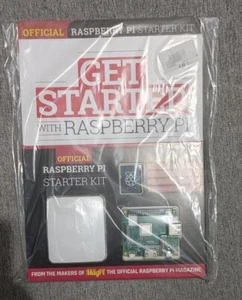 OFFICIAL RASPBERRY PI STARTER KIT
GET
STARTED
WITH RASPBERRY PI
OFFICIAL
RASPBERRY PI
STARTER KIT
FROM THE MAKERS OF MagPi THE OFFICIAL RASPBERRY PI MAGAZINE